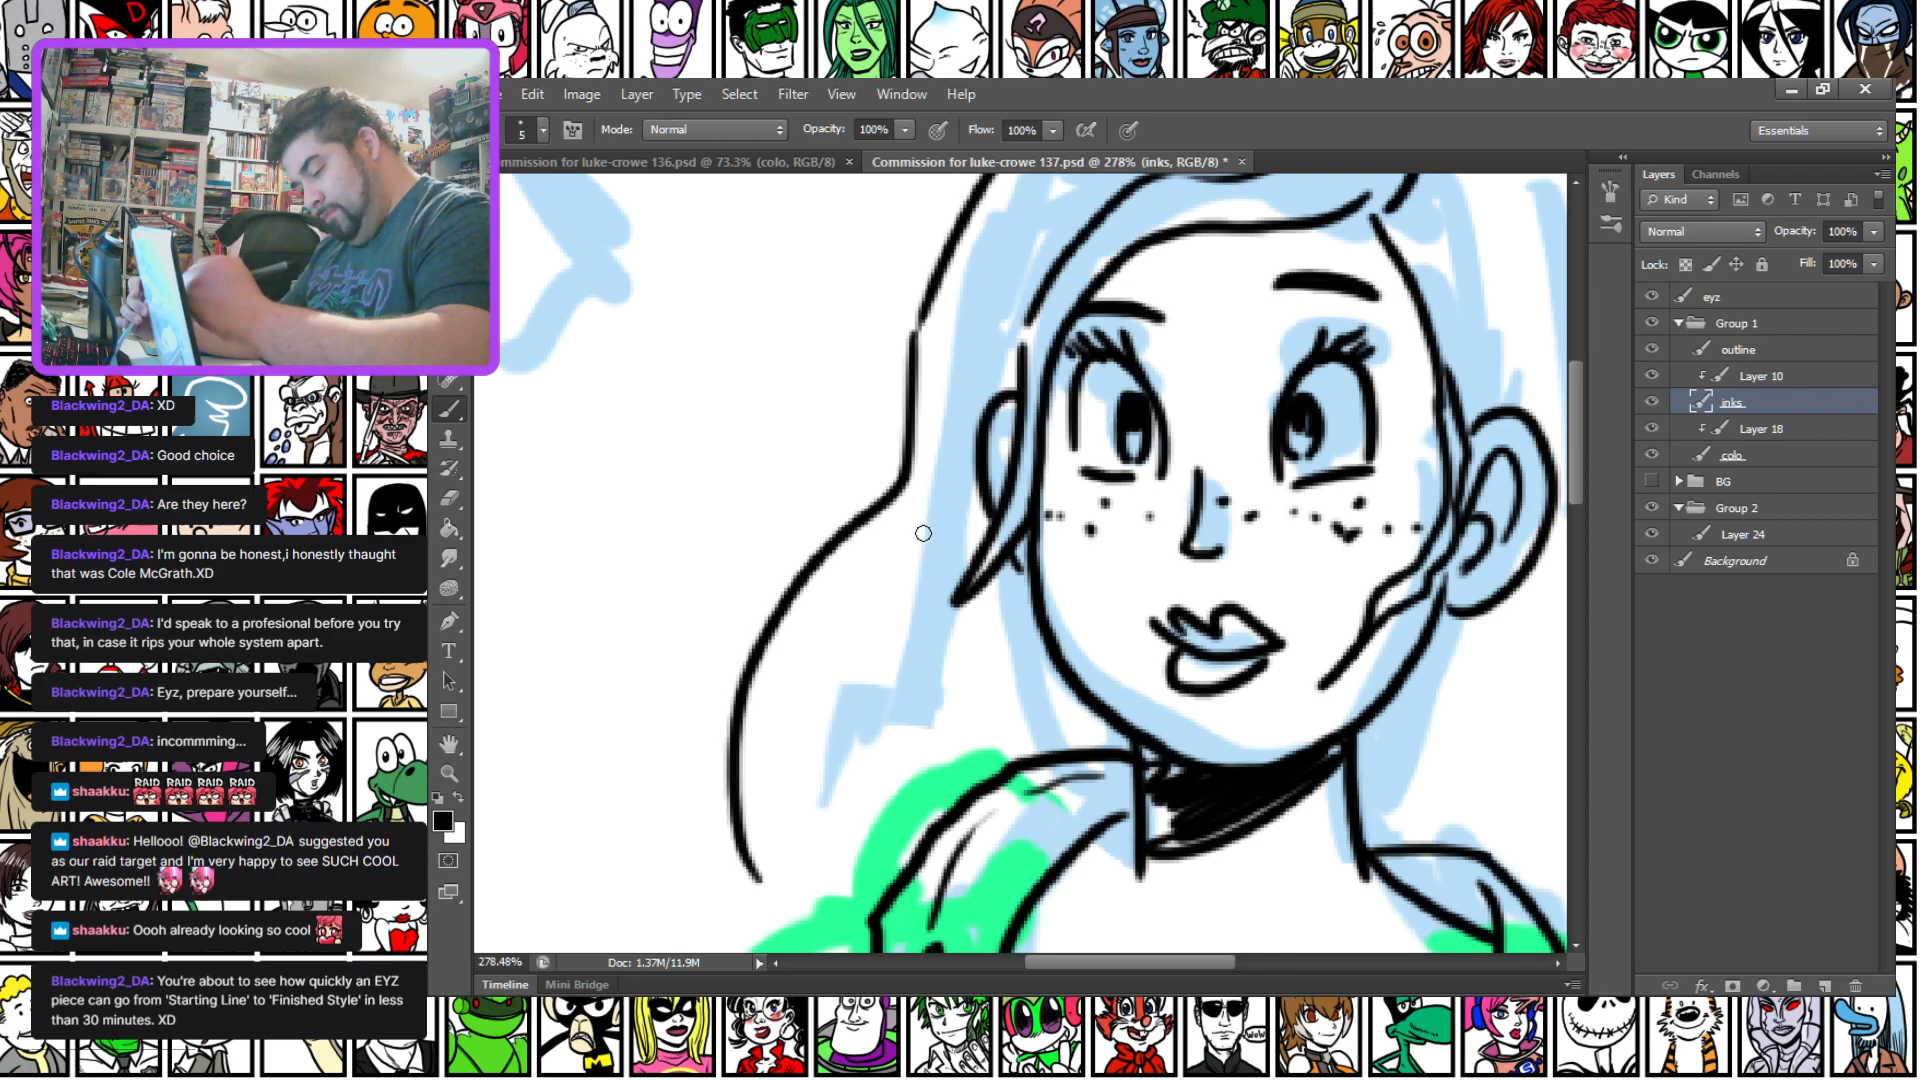 Edit Image Layer Type Select Filter View Window Help
5 Mode: Normal Opacity: 100% Flow: 100% Essentials
mmission for luke-crowe 136.psd @ 73.3% (colo, RGB/8) × Commission for luke-crowe 137.psd @ 278% (inks, RGB/8) * ×
Layers Channels
Kind
Normal Opacity: 100%
Lock: Fill: 100%
eyz
Group 1
outline
Layer 10
inks
Layer 18
colo
BG
Group 2
Layer 24
Background
Blackwing2_DA: XD
Blackwing2_DA: Good choice
Blackwing2_DA: Are they here?
Blackwing2_DA: I'm gonna be honest,i honestly thaught
that was Cole McGrath.XD
Blackwing2_DA: I'd speak to a profesional before you try
that, in case it rips your whole system apart.
Blackwing2_DA: Eyz, prepare yourself...
Blackwing2_DA: incommming...
shaakku: RAID RAID RAID RAID
shaakku: Hellooo! @Blackwing2_DA suggested you
as our raid target and I'm very happy to see SUCH COOL
ART! Awesome!!
shaakku: Oooh already looking so cool
Blackwing2_DA: You're about to see how quickly an EYZ
piece can go from 'Starting Line' to 'Finished Style' in less
than 30 minutes. XD
278.48% Doc: 1.37M/11.9M
Timeline Mini Bridge
WOW